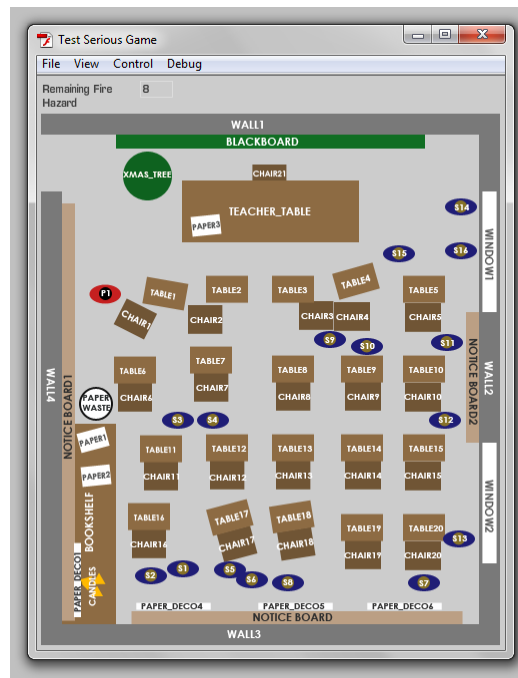 Test Serious Game
File View Control Debug
Remaining Fire Hazard 8
WALL1
BLACKBOARD
XMAS_TREE
CHAIR21
TEACHER_TABLE
PAPER3
S14
S16
S15
WINDOW1
P1
TABLE1
TABLE2
TABLE3
TABLE4
TABLE5
CHAIR1
CHAIR2
CHAIR3
CHAIR4
CHAIR5
S9
S10
S11
WALL4
NOTICE BOARD1
NOTICE BOARD2
WALL2
TABLE6
TABLE7
TABLE8
TABLE9
TABLE10
CHAIR6
CHAIR7
CHAIR8
CHAIR9
CHAIR10
PAPER
WASTE
S3
S4
S12
PAPER1
PAPER2
BOOKSHELF
TABLE11
TABLE12
TABLE13
TABLE14
TABLE15
CHAIR11
CHAIR12
CHAIR13
CHAIR14
CHAIR15
WINDOW2
TABLE16
TABLE17
TABLE18
TABLE19
TABLE20
CHAIR16
CHAIR17
CHAIR18
CHAIR19
CHAIR20
S13
PAPER_DECO1
CANDLES
S2
S1
S5
S6
S8
S7
PAPER_DECO4
PAPER_DECO5
PAPER_DECO6
NOTICE BOARD
WALL3